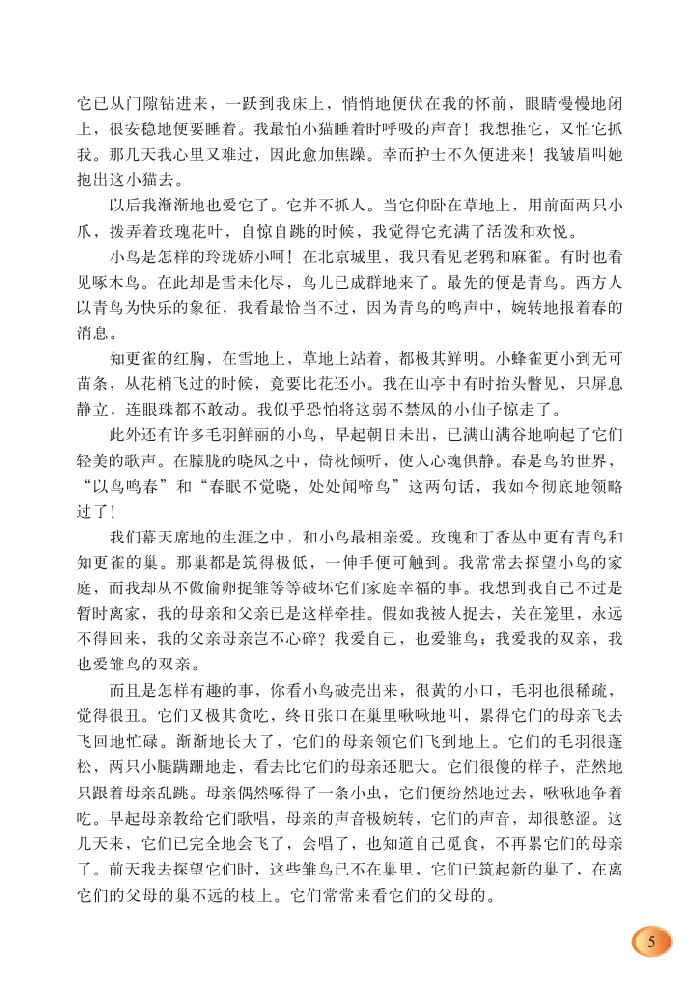 它已从门隙钻进来，一跃到我床上，悄悄地便伏在我的怀前，眼睛慢慢地闭
上，很安稳地便要睡着。我最怕小猫睡着时呼吸的声音！我想推它，又怕它抓
我。那几天我心里又难过，因此愈加焦躁。幸而护士不久便进来！我皱眉叫她
抱出这小猫去。
以后我渐渐地也爱它了。它并不抓人。当它仰卧在草地上，用前面两只小
爪，拨弄着玫瑰花叶，自惊自跳的时候，我觉得它充满了活泼和欢悦。
小鸟是怎样的玲珑娇小呵！在北京城里，我只看见老鸦和麻雀。有时也看
见啄木鸟。在此却是雪未化尽，鸟儿已成群地来了。最先的便是青鸟。西方人
以青鸟为快乐的象征，我看最恰当不过，因为青鸟的鸣声中，婉转地报着春的
消息。
知更雀的红胸，在雪地上，草地上站着，都极其鲜明。小蜂雀更小到无可
苗条，从花梢飞过的时候，竟要比花还小。我在山亭中有时抬头瞥见，只屏息
静立，连眼珠都不敢动。我似乎恐怕将这弱不禁风的小仙子惊走了。
此外还有许多毛羽鲜丽的小鸟，早起朝日未出，已满山满谷地响起了它们
轻美的歌声。在朦胧的晓风之中，倚枕倾听，使人心魂俱静。春是鸟的世界，
“以鸟鸣春”和“春眠不觉晓，处处闻啼鸟”这两句话，我如今彻底地领略
过了！
我们幕天席地的生涯之中，和小鸟最相亲爱。玫瑰和丁香丛中更有青鸟和
知更雀的巢。那巢都是筑得极低，一伸手便可触到。我常常去探望小鸟的家
庭，而我却从不做偷卵捉雏等等破坏它们家庭幸福的事。我想到我自己不过是
暂时离家，我的母亲和父亲已是这样牵挂。假如我被人捉去，关在笼里，永远
不得回来，我的父亲母亲岂不心碎？我爱自己，也爱雏鸟；我爱我的双亲，我
也爱雏鸟的双亲。
而且是怎样有趣的事，你看小鸟破壳出来，很黄的小口，毛羽也很稀疏，
觉得很丑。它们又极其贪吃，终日张口在巢里啾啾地叫，累得它们的母亲飞去
飞回地忙碌。渐渐地长大了，它们的母亲领它们飞到地上。它们的毛羽很蓬
松，两只小腿蹒跚地走，看去比它们的母亲还肥大。它们很傻的样子，茫然地
只跟着母亲乱跳。母亲偶然啄得了一条小虫，它们便纷然地过去，啾啾地争着
吃。早起母亲教给它们歌唱，母亲的声音极婉转，它们的声音，却很憨涩。这
几天来，它们已完全地会飞了，会唱了，也知道自己觅食，不再累它们的母亲
了。前天我去探望它们时，这些雏鸟已不在巢里，它们已筑起新的巢了，在离
它们的父母的巢不远的枝上。它们常常来看它们的父母的。
5